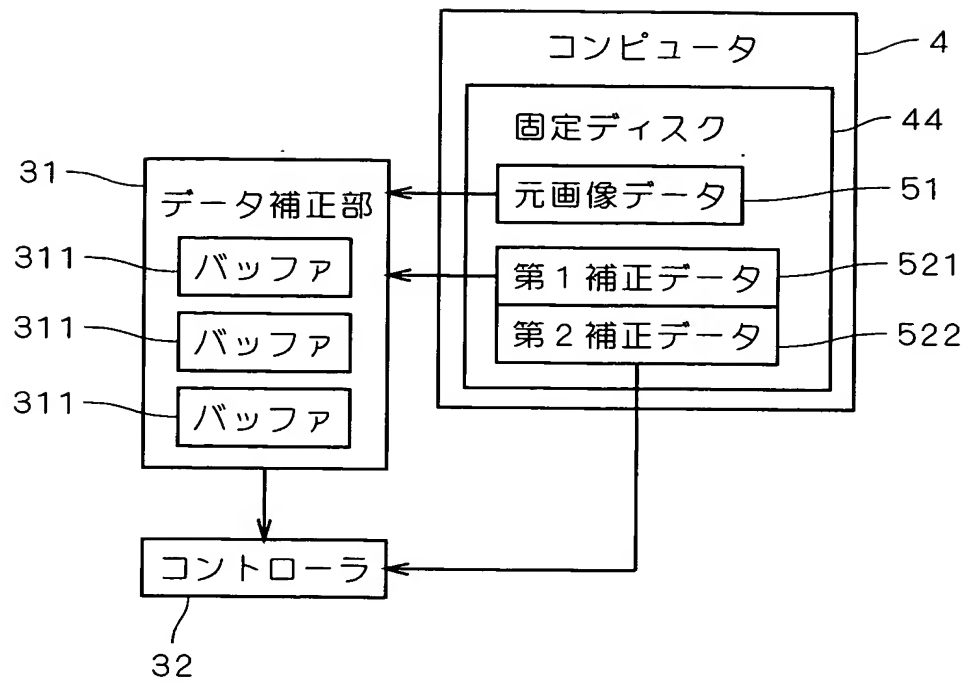 コンピュータ
4
固定ディスク
44
元画像データ
51
31
データ補正部
311
バッファ
311
バッファ
311
バッファ
第1補正データ
521
第2補正データ
522
コントローラ
32